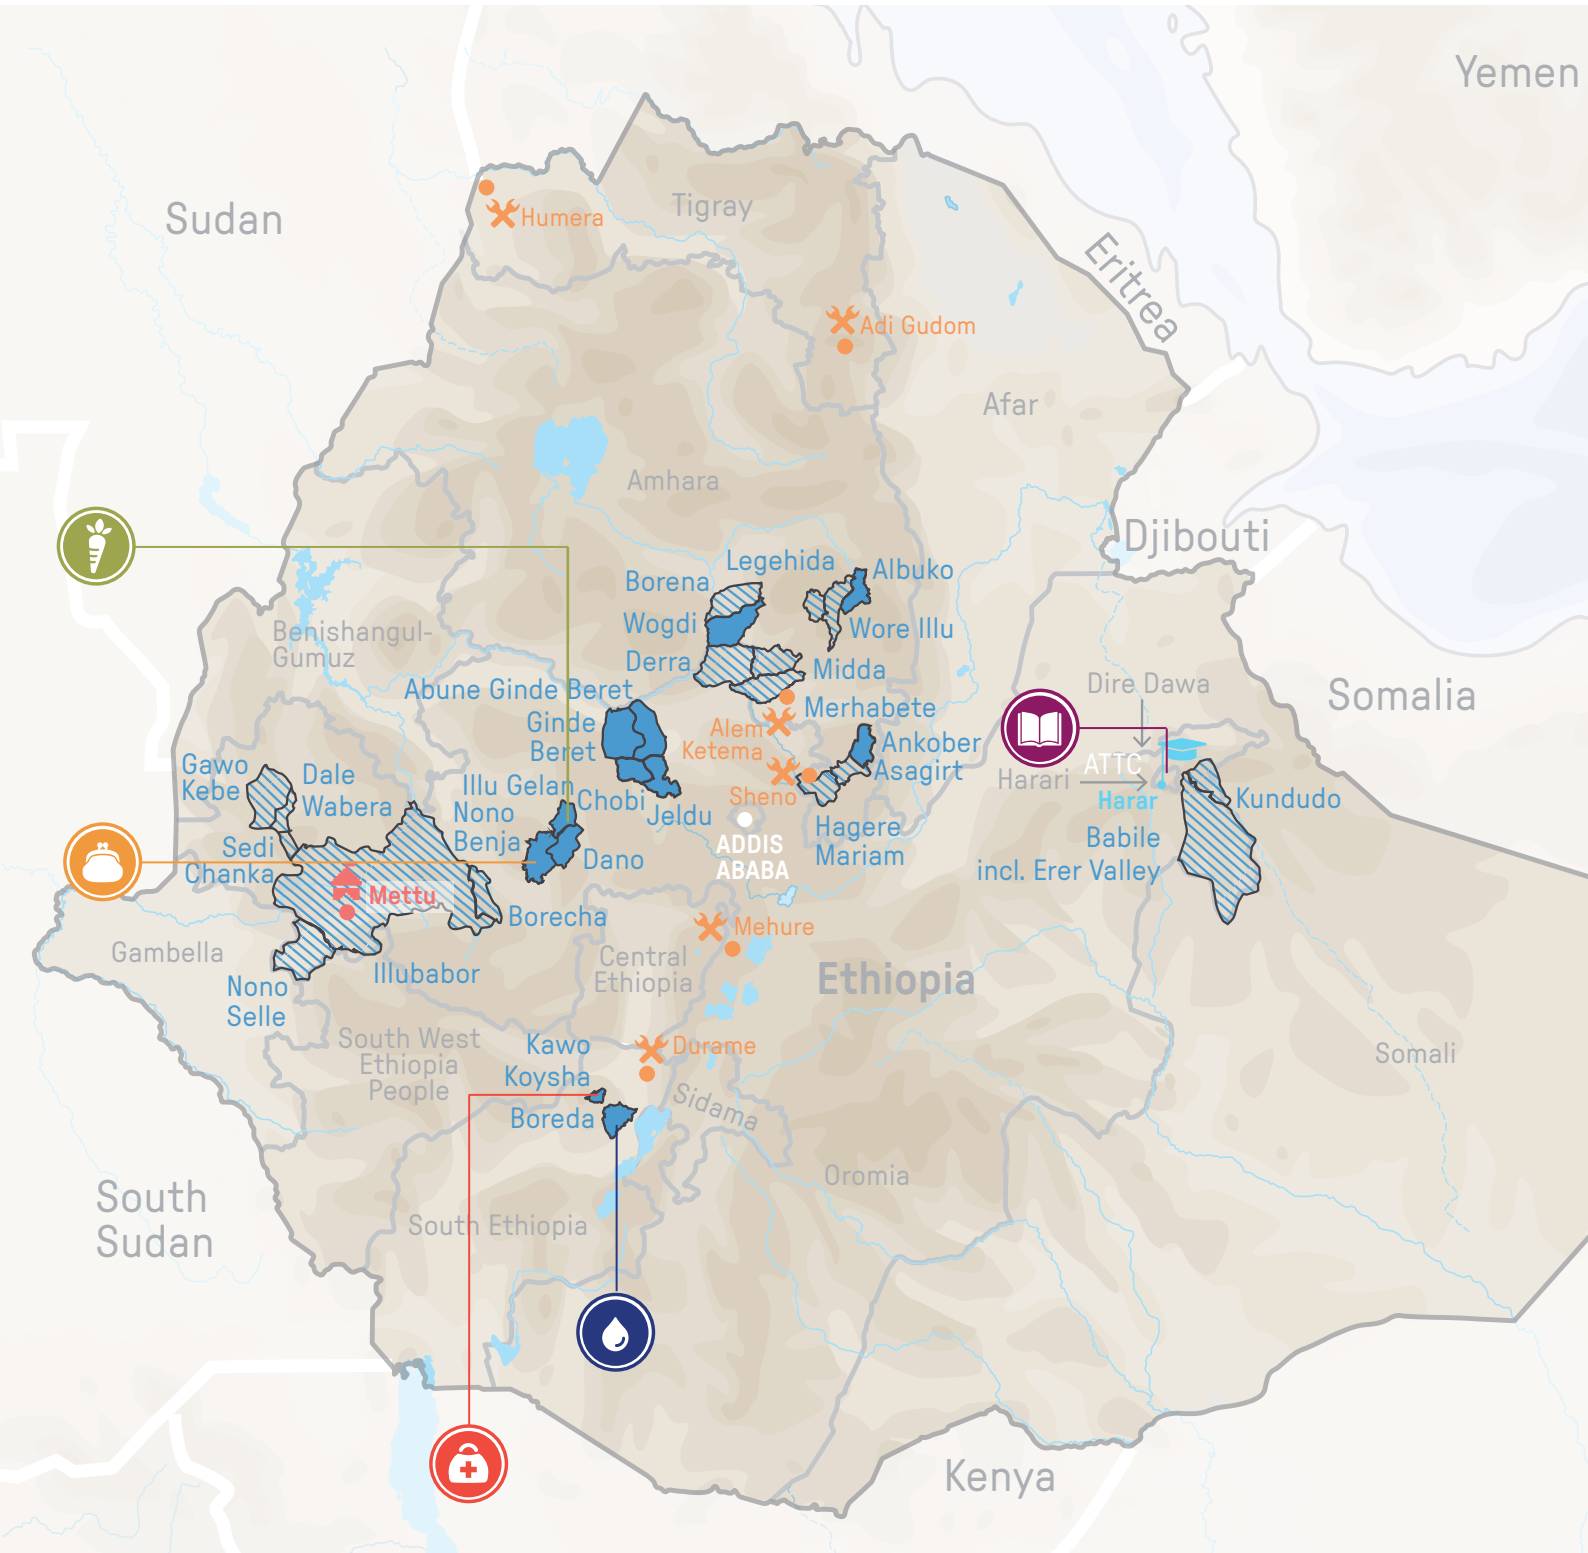 Yemen
Sudan
Tigray
Humera
Eritrea
Adi Gudom
Afar
Amhara
Djibouti
Legehida
Albuko
Borena
Wogdi
Wore Illu
Benishangul-
Gumuz
Derra
Midda
Dire Dawa
Somalia
Abune Ginde Beret
Merhabete
Ginde
Beret
Alem
Ketema
Ankober
Asagirt
Gawo
Kebe
Dale
Wabera
Illu Gelan
Nono
Benja
Chobi
Jeldu
Sheno
Harari
ATTC
Harar
Kundudo
ADDIS
ABABA
Hagere
Mariam
Babile
incl. Erer Valley
Sedi
Chanka
Dano
Mettu
Borecha
Mehure
Gambella
Central
Ethiopia
Ethiopia
Illubabor
Nono
Selle
South West
Ethiopia
People
Kawo
Koysha
Durame
Somali
Boreda
Sidama
Oromia
South
Sudan
South Ethiopia
Kenya